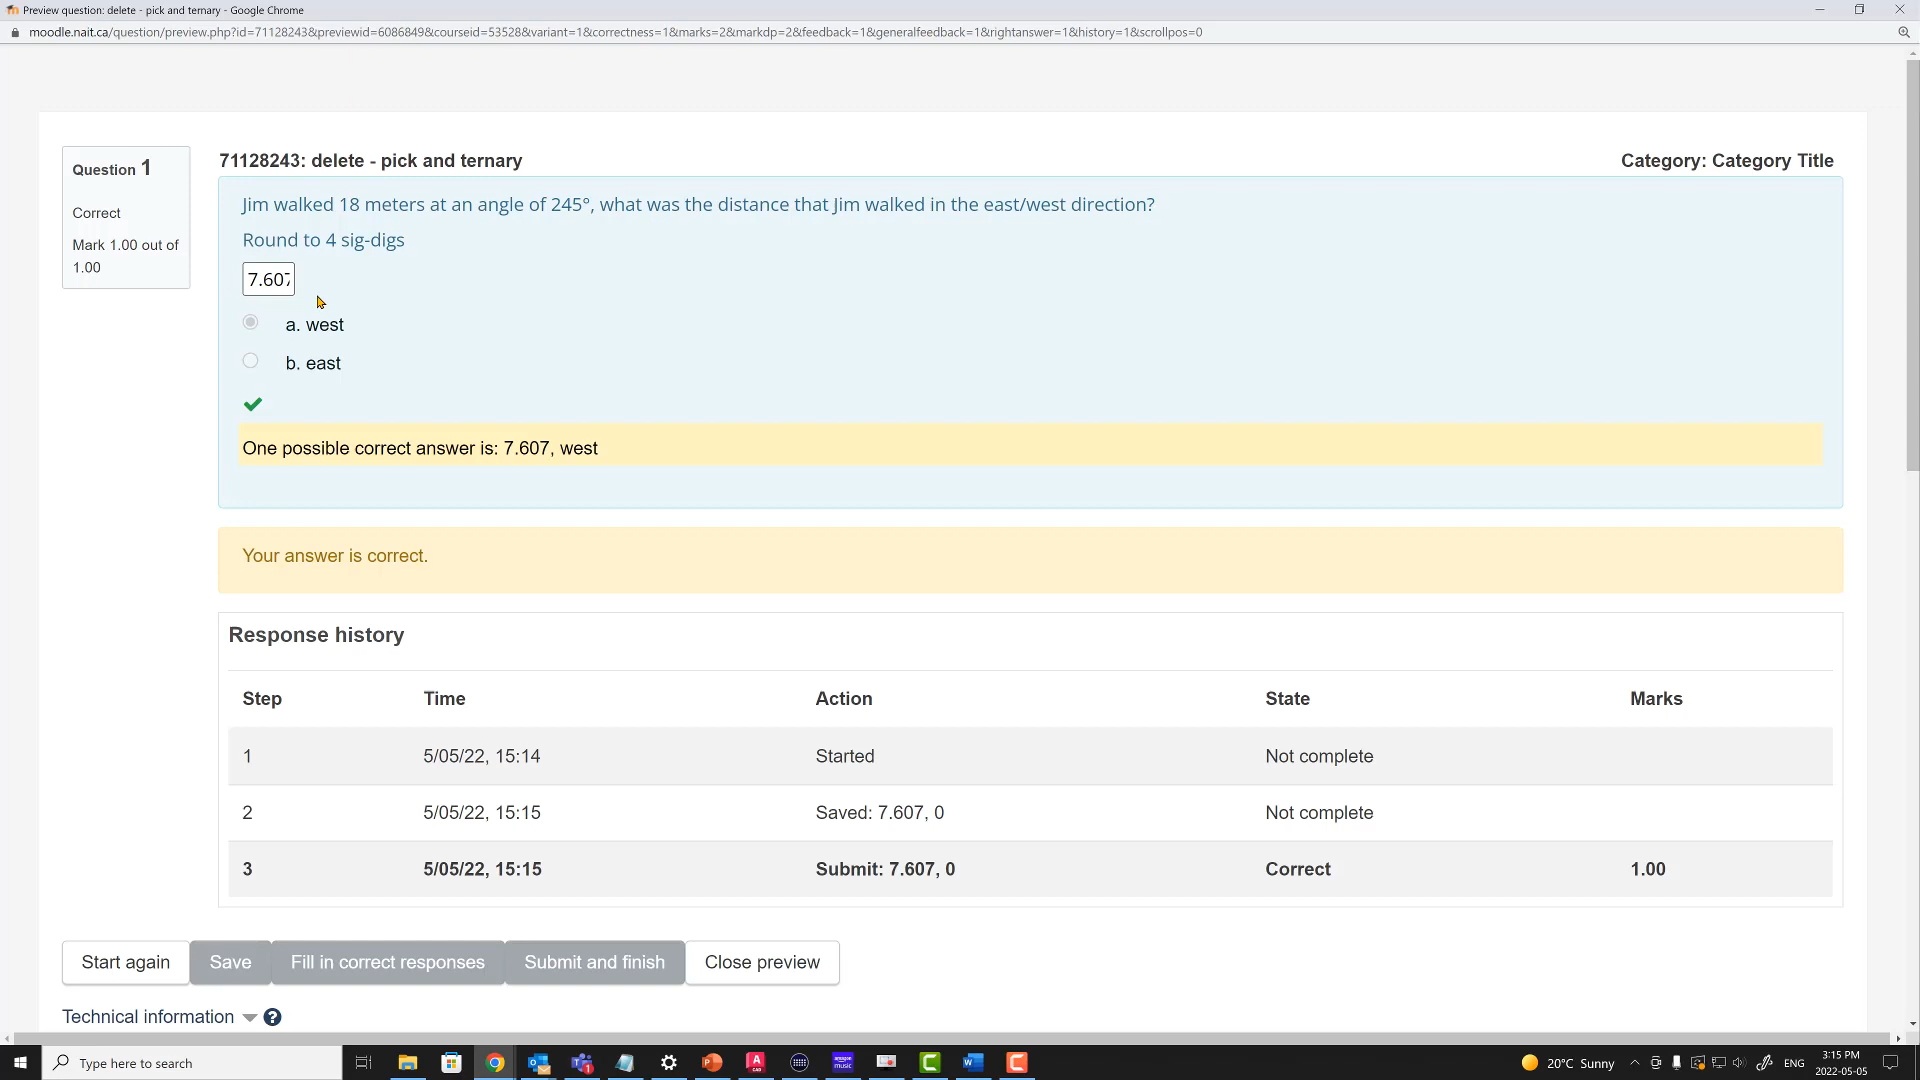 Preview question: delete - pick and ternary - Google Chrome
moodle.nait.ca/question/preview.php?id=71128243&previewid=6086849&courseid=53528&variant=1&correctness=1&marks=2&markdp=2&feedback=1&generalfeedback=1&rightanswer=1&history=1&scrollpos=0
Question 1
Correct
Mark 1.00 out of
1.00
71128243: delete - pick and ternary
Category: Category Title
Jim walked 18 meters at an angle of 245°, what was the distance that Jim walked in the east/west direction?
Round to 4 sig-digs
7.607
a. west
b. east
One possible correct answer is: 7.607, west
Your answer is correct.
Response history
Step Time Action State Marks
1 5/05/22, 15:14 Started Not complete
2 5/05/22, 15:15 Saved: 7.607, 0 Not complete
3 5/05/22, 15:15 Submit: 7.607, 0 Correct 1.00
Start again Save Fill in correct responses Submit and finish Close preview
Technical information ?
Type here to search
20°C Sunny
ENG
3:15 PM
2022-05-05